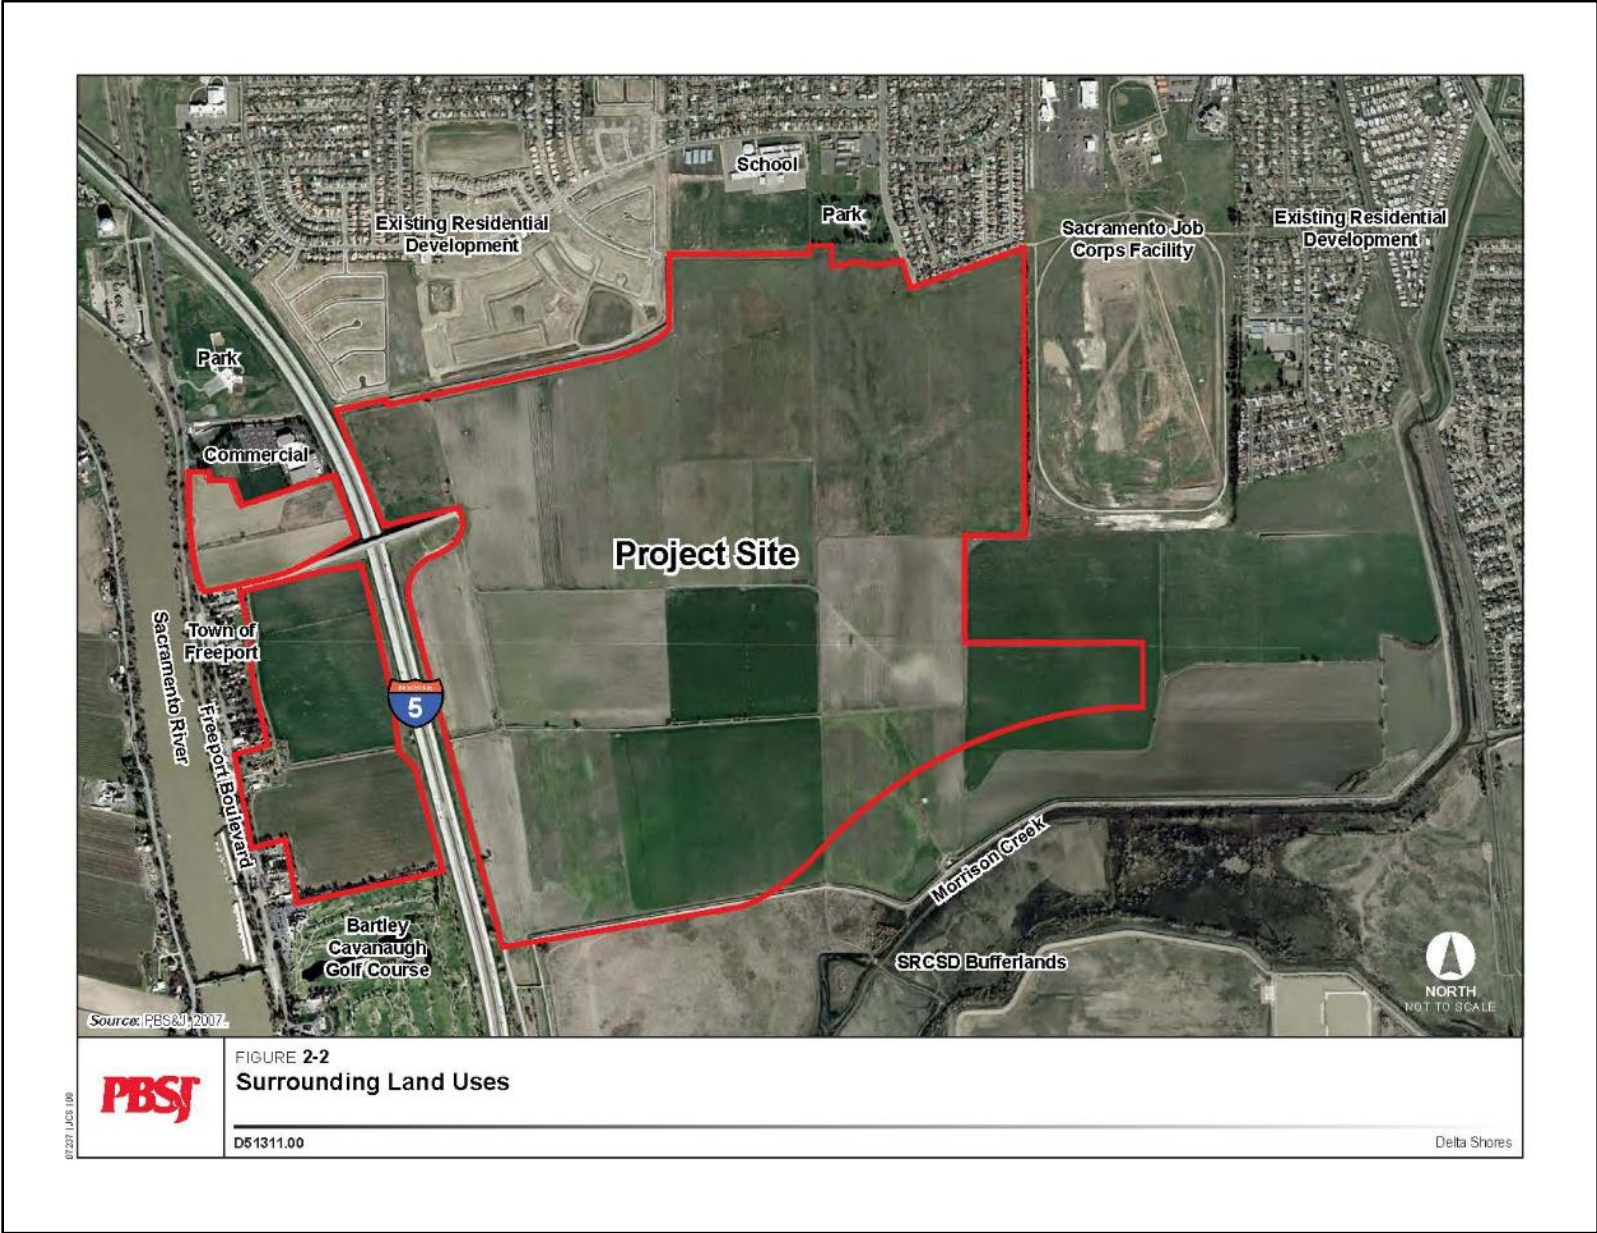 School
Park
Existing Residential
Development
Sacramento Job
Corps Facility
Existing Residential
Development
Park
Commercial
Project Site
Town of
Freeport
Sacramento River
Freeport Boulevard
5
Morrison Creek
Bartley
Cavanaugh
Golf Course
SRCSD Bufferlands
NORTH
NOT TO SCALE
Source: PBS&J, 2007.
PBSJ
FIGURE 2-2
Surrounding Land Uses
D51311.00
Delta Shores